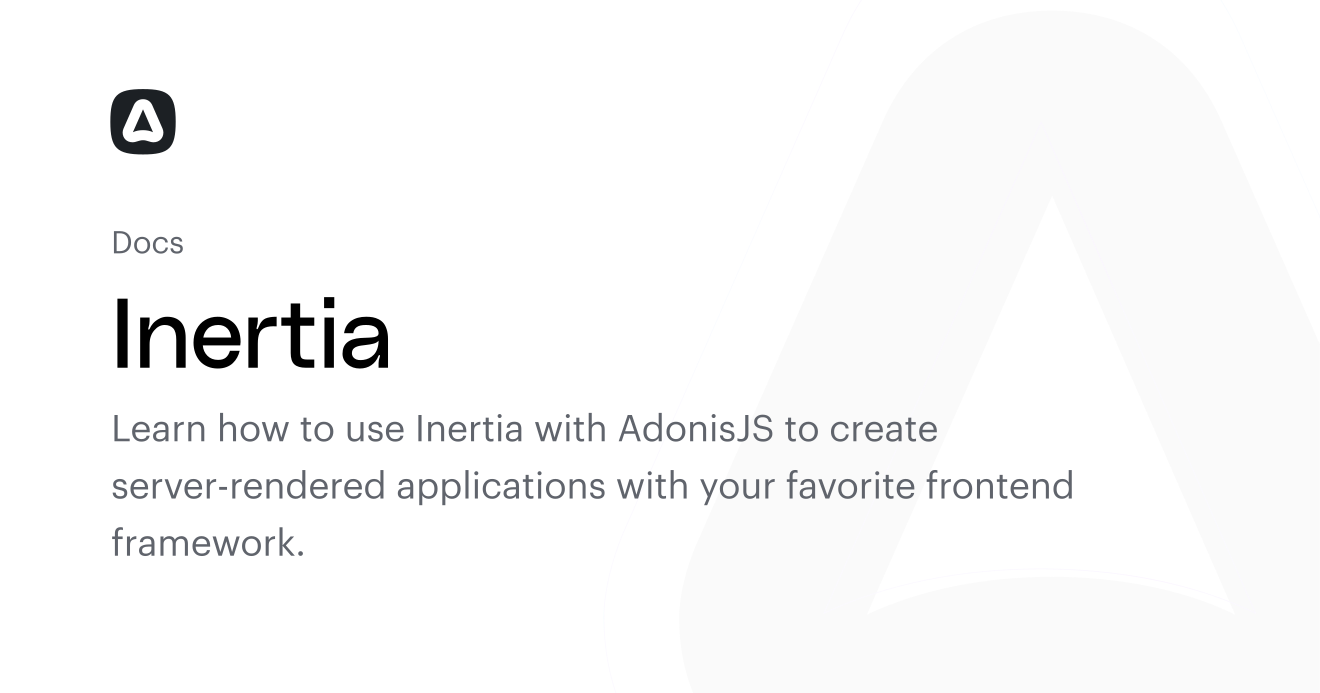 Docs
Inertia
Learn how to use Inertia with AdonisJS to create
server-rendered applications with your favorite frontend
framework.